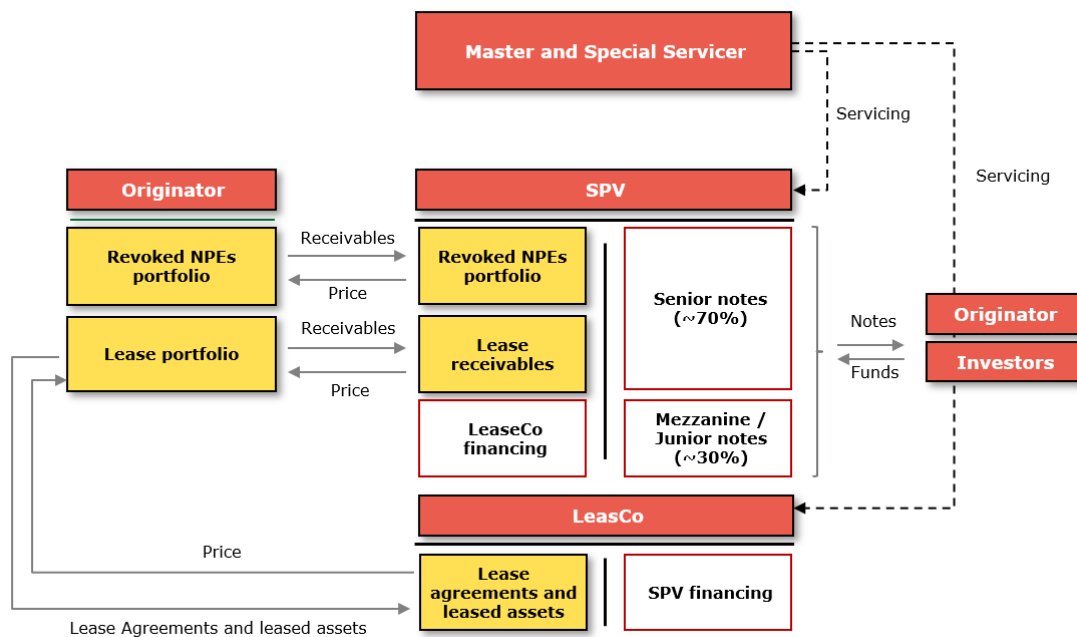 Master and Special Servicer
Servicing
Servicing
Originator
SPV
Revoked NPEs
portfolio
Receivables
Price
Revoked NPEs
portfolio
Senior notes
(~70%)
Lease portfolio
Receivables
Price
Lease
receivables
LeaseCo
financing
Mezzanine /
Junior notes
(~30%)
Notes
Funds
Originator
Investors
LeasCo
Price
Lease
agreements and
leased assets
SPV financing
Lease Agreements and leased assets